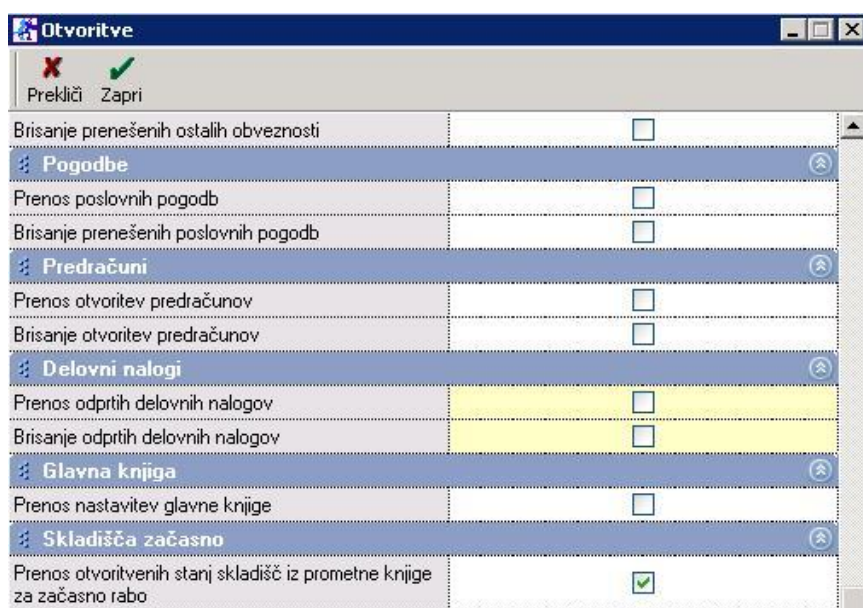 Otvoritve
Prekliči Zapri
Brisanje prenešenih ostalih obveznosti
Pogodbe
Prenos poslovnih pogodb
Brisanje prenešenih poslovnih pogodb
Predračuni
Prenos otvoritev predračunov
Brisanje otvoritev predračunov
Delovni nalogi
Prenos odprtih delovnih nalogov
Brisanje odprtih delovnih nalogov
Glavna knjiga
Prenos nastavitev glavne knjige
Skladišča začasno
Prenos otvoritvenih stanj skladišč iz prometne knjige
za začasno rabo